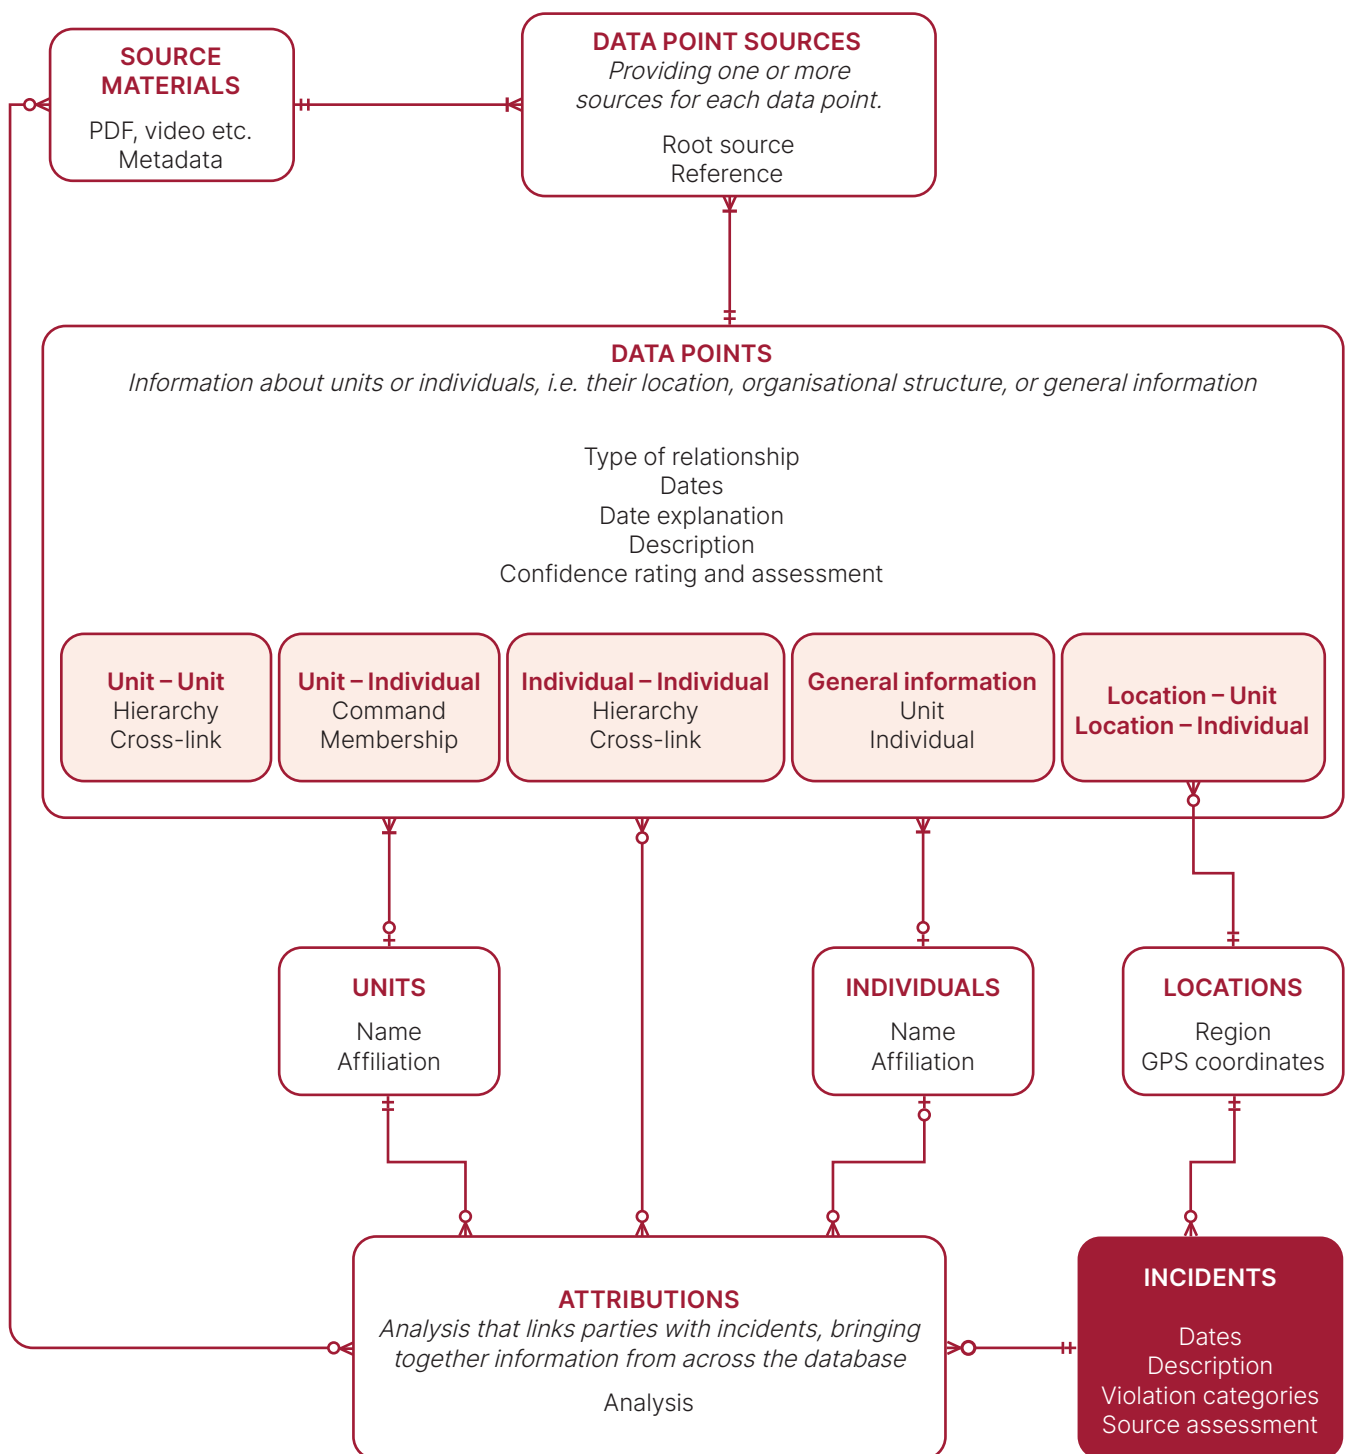 SOURCE
MATERIALS
PDF, video etc.
Metadata
DATA POINT SOURCES
Providing one or more
sources for each data point.
Root source
Reference
DATA POINTS
Information about units or individuals, i.e. their location, organisational structure, or general information
Type of relationship
Dates
Date explanation
Description
Confidence rating and assessment
Unit – Unit
Hierarchy
Cross-link
Unit – Individual
Command
Membership
Individual – Individual
Hierarchy
Cross-link
General information
Unit
Individual
Location – Unit
Location – Individual
UNITS
Name
Affiliation
INDIVIDUALS
Name
Affiliation
LOCATIONS
Region
GPS coordinates
ATTRIBUTIONS
Analysis that links parties with incidents, bringing
together information from across the database
Analysis
INCIDENTS
Dates
Description
Violation categories
Source assessment